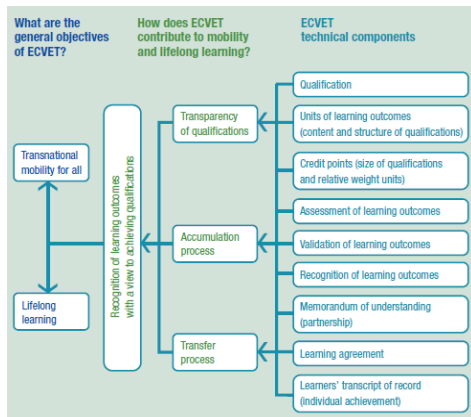 What are the
general objectives
of ECVET?
How does ECVET
contribute to mobility
and lifelong learning?
ECVET
technical components
Transnational
mobility for all
Lifelong
learning
Recognition of learning outcomes
with a view to achieving qualifications
Transparency
of qualifications
Accumulation
process
Transfer
process
Qualification
Units of learning outcomes
(content and structure of qualifications)
Credit points (size of qualifications
and relative weight units)
Assessment of learning outcomes
Validation of learning outcomes
Recognition of learning outcomes
Memorandum of understanding
(partnership)
Learning agreement
Learners' transcript of record
(individual achievement)